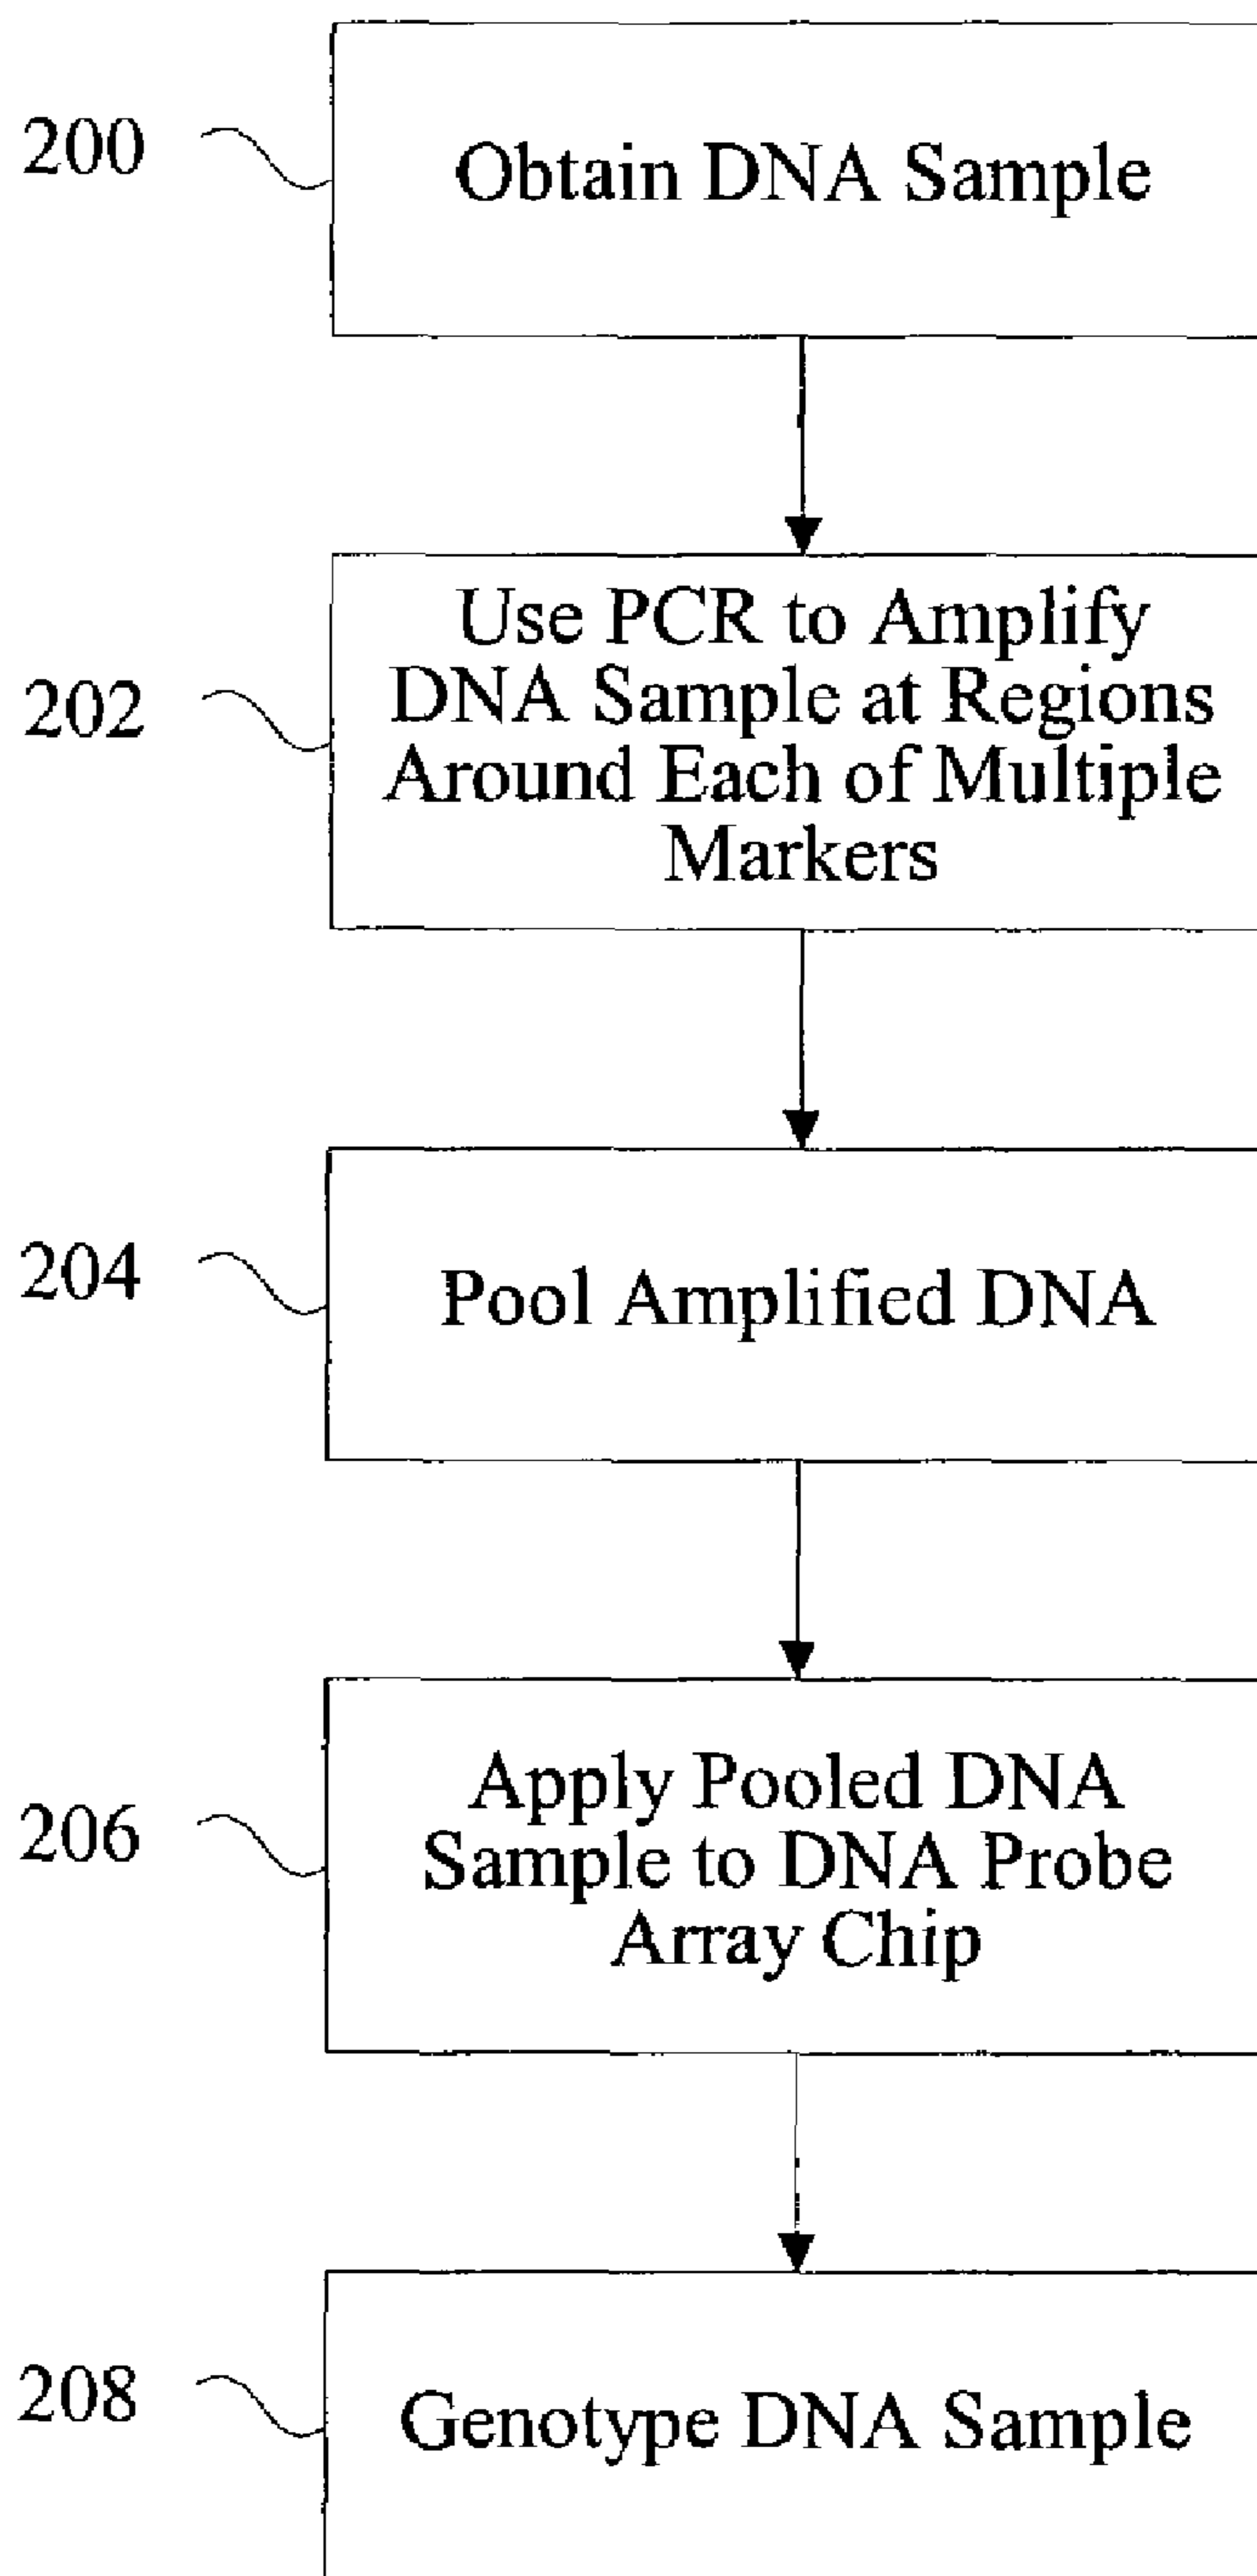 200
Obtain DNA Sample
202
Use PCR to Amplify
DNA Sample at Regions
Around Each of Multiple
Markers
204
Pool Amplified DNA
206
Apply Pooled DNA
Sample to DNA Probe
Array Chip
208
Genotype DNA Sample